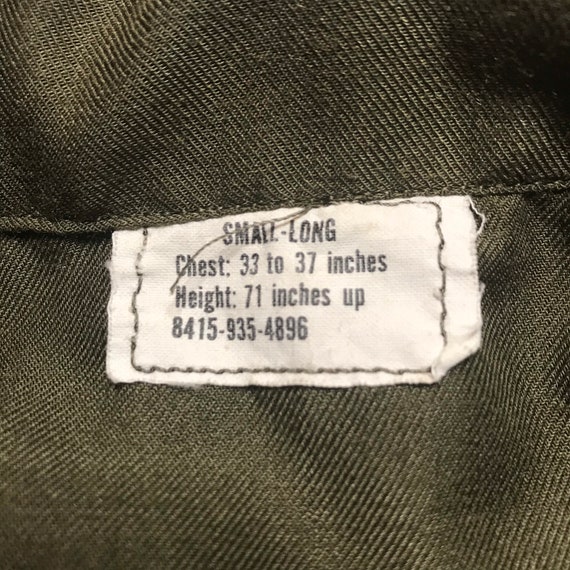 SMALL-LONG
Chest: 33 to 37 inches
Height: 71 inches up
8415-935-4896